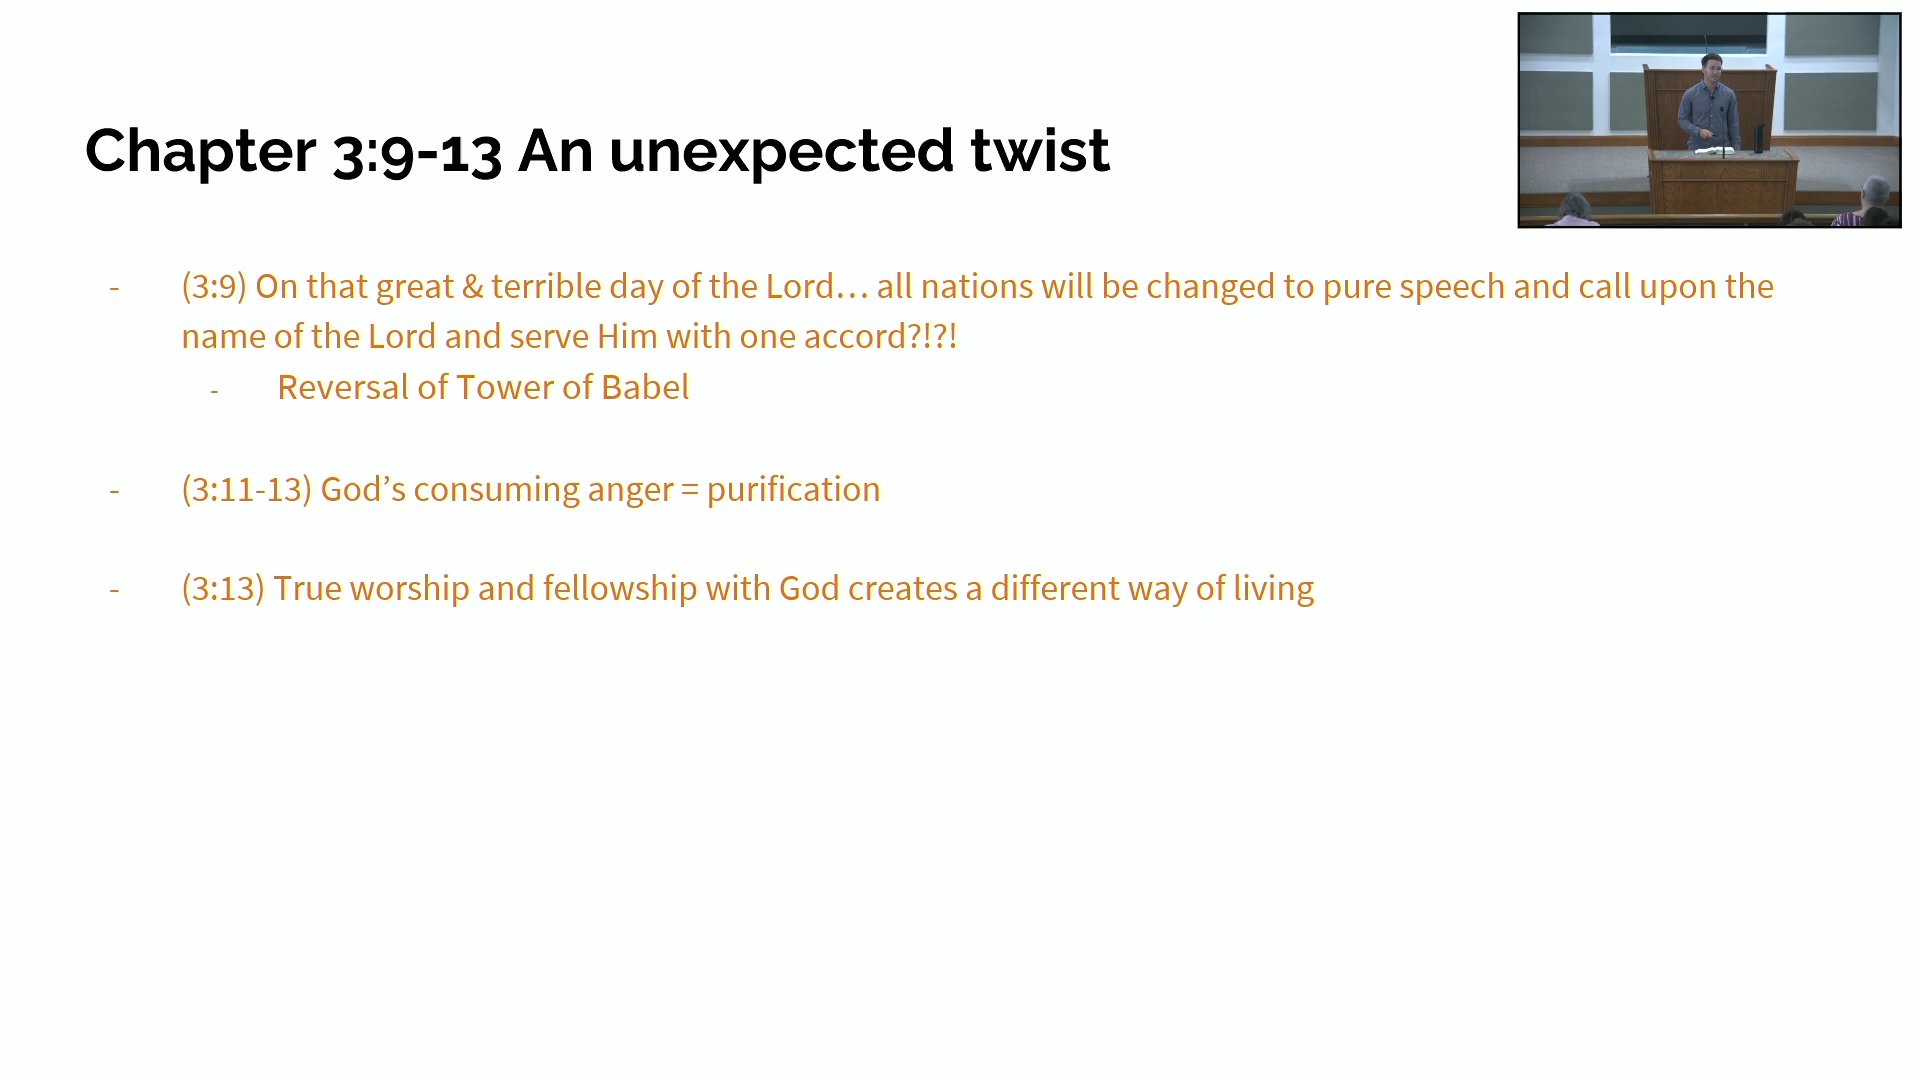 Chapter 3:9-13 An unexpected twist
- (3:9) On that great & terrible day of the Lord… all nations will be changed to pure speech and call upon the
name of the Lord and serve Him with one accord?!?!
- Reversal of Tower of Babel
- (3:11-13) God’s consuming anger = purification
- (3:13) True worship and fellowship with God creates a different way of living